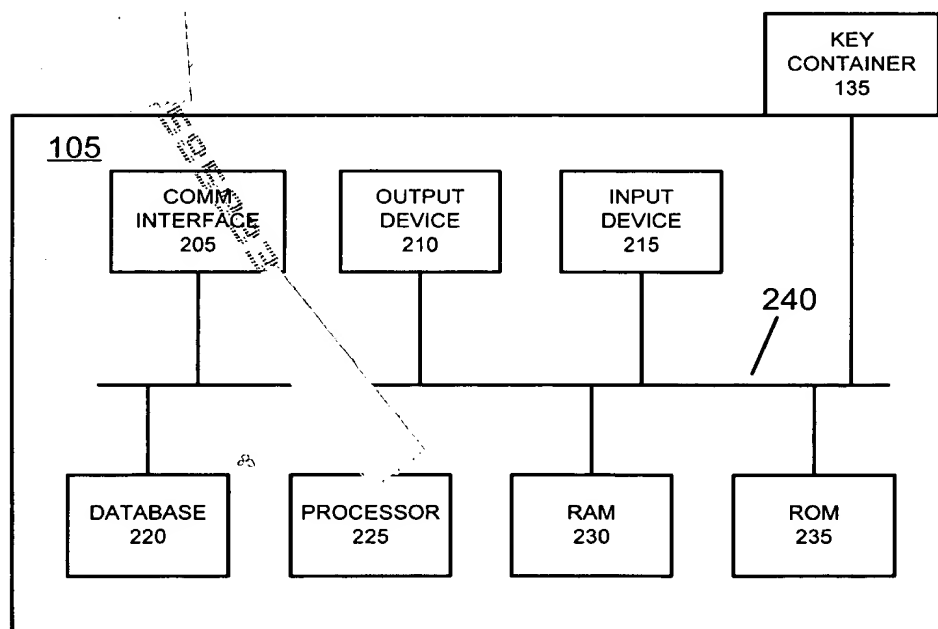 KEY
CONTAINER
135
105
COMM
INTERFACE
205
OUTPUT
DEVICE
210
INPUT
DEVICE
215
240
DATABASE
220
PROCESSOR
225
RAM
230
ROM
235